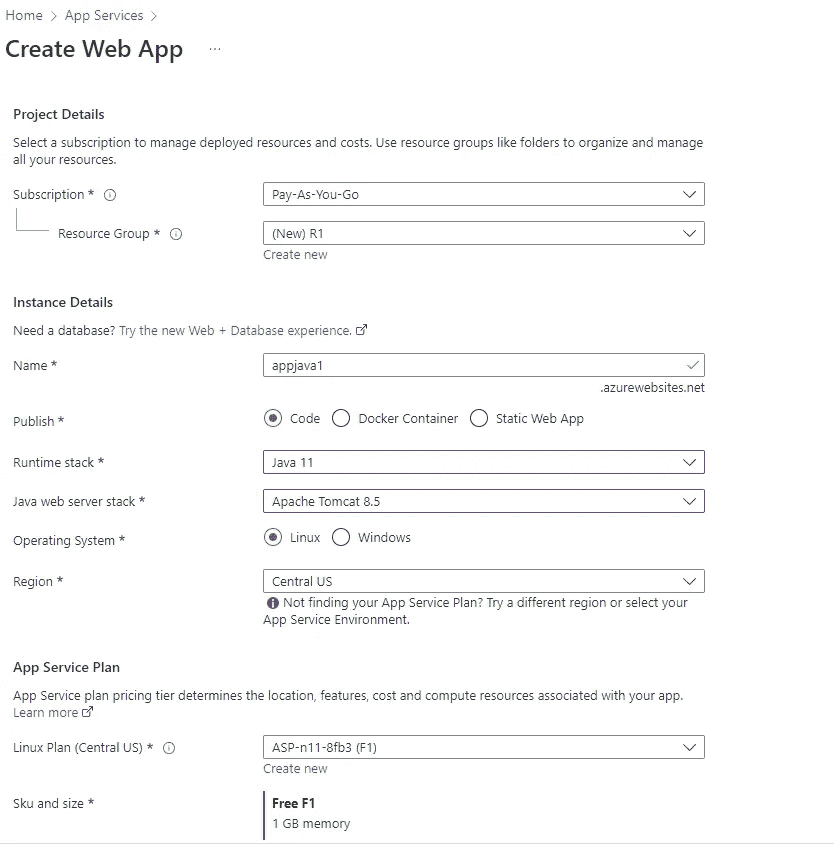 Home > App Services >
Create Web App ...
Project Details
Select a subscription to manage deployed resources and costs. Use resource groups like folders to organize and manage
all your resources.
Subscription * Pay-As-You-Go
Resource Group * (New) R1
Create new
Instance Details
Need a database? Try the new Web + Database experience.
Name * appjava1
.azurewebsites.net
Publish * Code Docker Container Static Web App
Runtime stack * Java 11
Java web server stack * Apache Tomcat 8.5
Operating System * Linux Windows
Region * Central US
Not finding your App Service Plan? Try a different region or select your
App Service Environment.
App Service Plan
App Service plan pricing tier determines the location, features, cost and compute resources associated with your app.
Learn more
Linux Plan (Central US) * ASP-n11-8fb3 (F1)
Create new
Sku and size * Free F1
1 GB memory